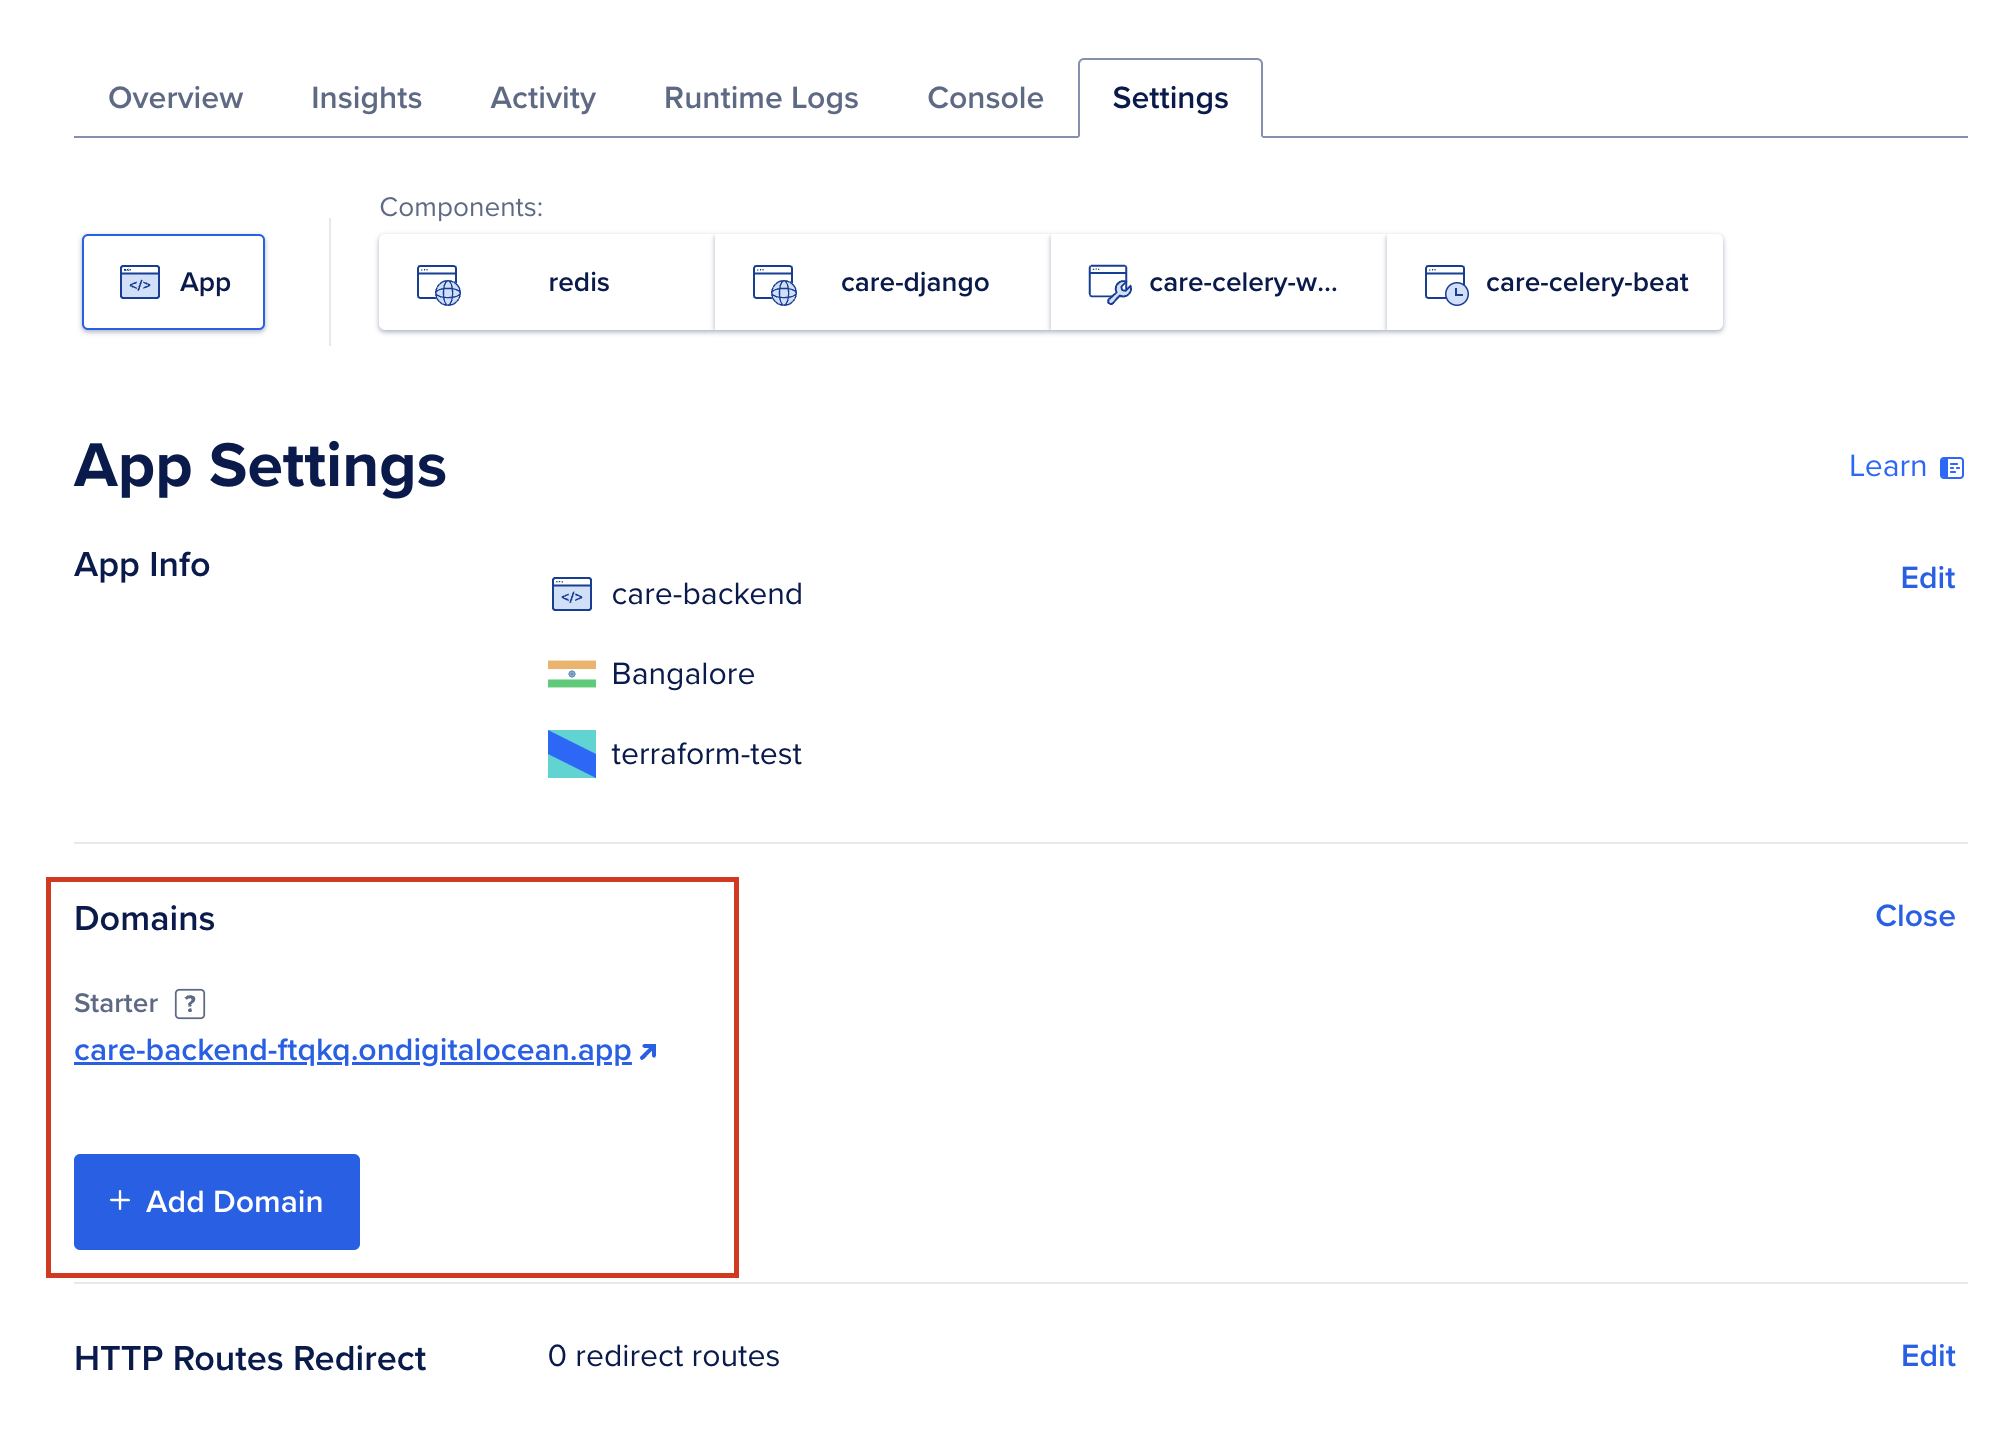 Overview Insights Activity Runtime Logs Console Settings
Components:
App redis care-django care-celery-w... care-celery-beat
App Settings
Learn
App Info
Edit
care-backend
Bangalore
terraform-test
Domains
Close
Starter ?
care-backend-ftqkq.ondigitalocean.app
+ Add Domain
HTTP Routes Redirect 0 redirect routes Edit